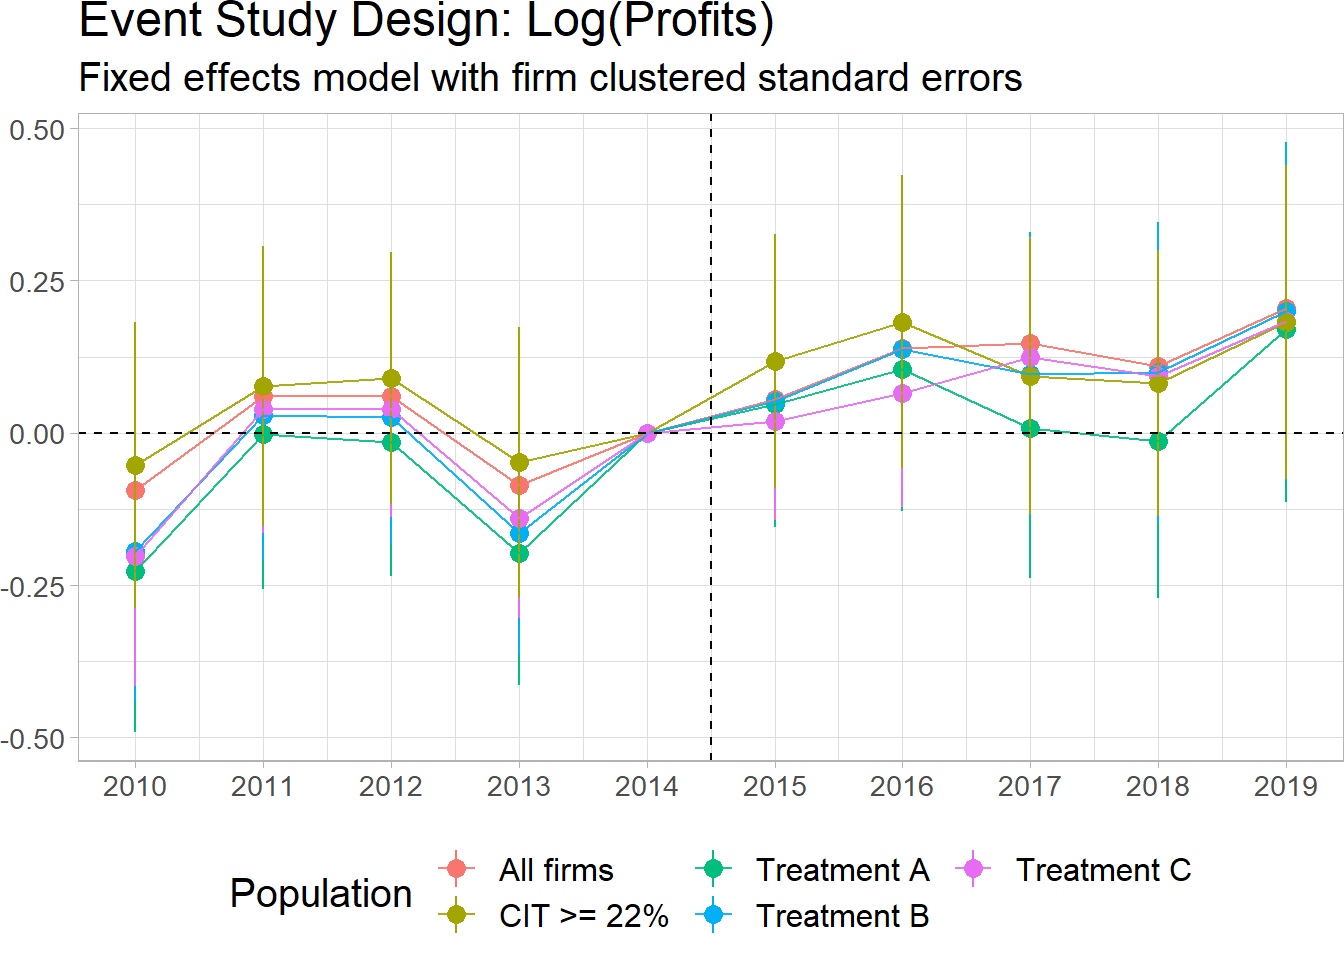 Event Study Design: Log(Profits)
Fixed effects model with firm clustered standard errors
0.50
0.25
0.00
-0.25
-0.50
2010 2011 2012 2013 2014 2015 2016 2017 2018 2019
Population
All firms Treatment A Treatment C
CIT >= 22% Treatment B